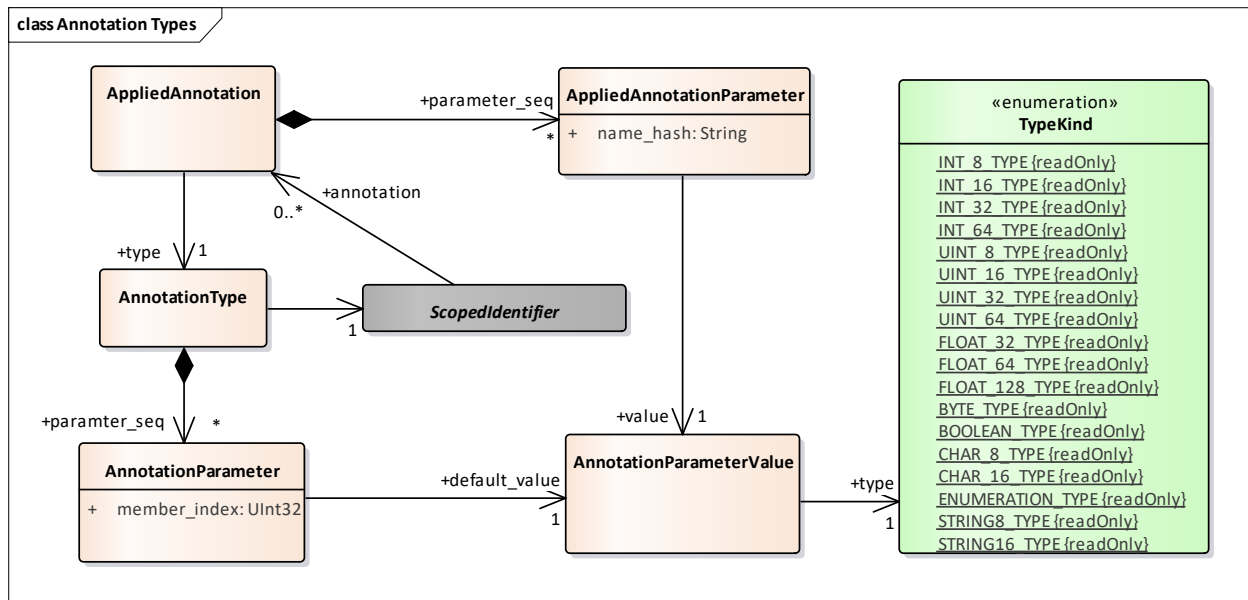 class Annotation Types
AppliedAnnotation
+parameter_seq
*
AppliedAnnotationParameter
+ name_hash: String
«enumeration»
TypeKind
INT_8_TYPE {readOnly}
INT_16_TYPE {readOnly}
INT_32_TYPE {readOnly}
INT_64_TYPE {readOnly}
UINT_8_TYPE {readOnly}
UINT_16_TYPE {readOnly}
UINT_32_TYPE {readOnly}
UINT_64_TYPE {readOnly}
FLOAT_32_TYPE {readOnly}
FLOAT_64_TYPE {readOnly}
FLOAT_128_TYPE {readOnly}
BYTE_TYPE {readOnly}
BOOLEAN_TYPE {readOnly}
CHAR_8_TYPE {readOnly}
CHAR_16_TYPE {readOnly}
ENUMERATION_TYPE {readOnly}
STRING8_TYPE {readOnly}
STRING16_TYPE {readOnly}
+annotation
0..*
+type
1
AnnotationType
1
ScopedIdentifier
+paramter_seq
*
+value
1
AnnotationParameter
+ member_index: UInt32
+default_value
1
AnnotationParameterValue
+type
1